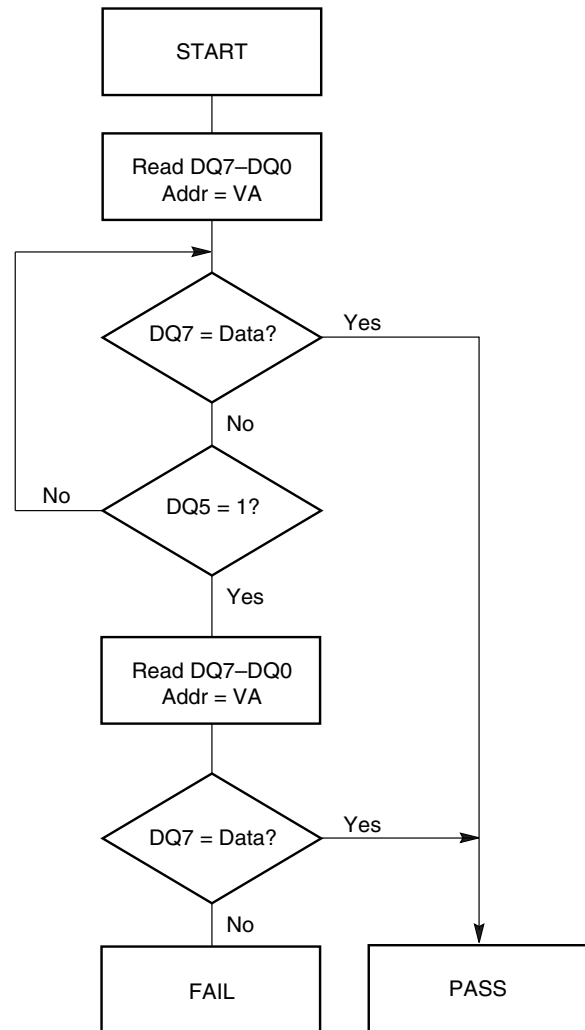 START
Read DQ7–DQ0
Addr = VA
DQ7 = Data?
Yes
No
No
DQ5 = 1?
Yes
Read DQ7–DQ0
Addr = VA
DQ7 = Data?
Yes
No
FAIL
PASS